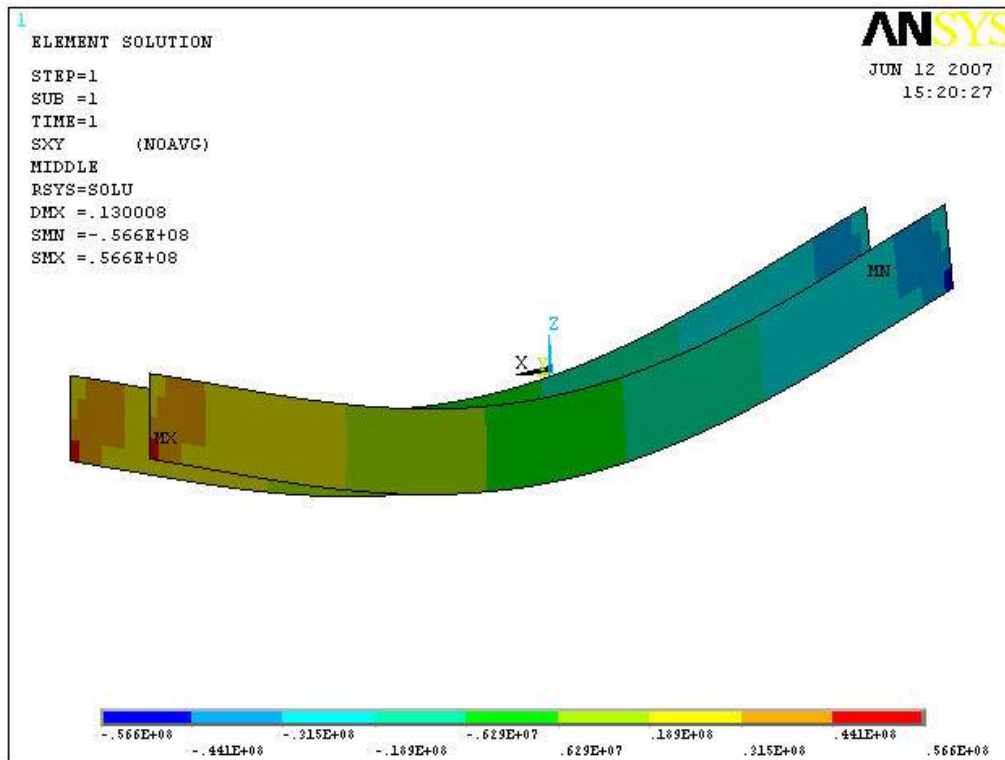 1
ELEMENT SOLUTION
STEP=1
SUB =1
TIME=1
SXY (NOAVG)
MIDDLE
RSYS=SOLU
DMX =.130008
SMN =-.566E+08
SMX =.566E+08
ANSYS
JUN 12 2007
15:20:27
MN
Z
X Y
MX
-.566E+08 -.315E+08 -.629E+07 .189E+08 .441E+08
-.441E+08 -.189E+08 .629E+07 .315E+08 .566E+08